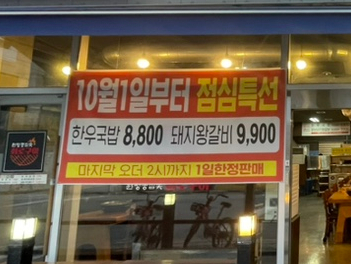 10월1일부터 점심특선
한우국밥 8,800 돼지왕갈비 9,900
마지막 오더 2시까지 1일한정판매